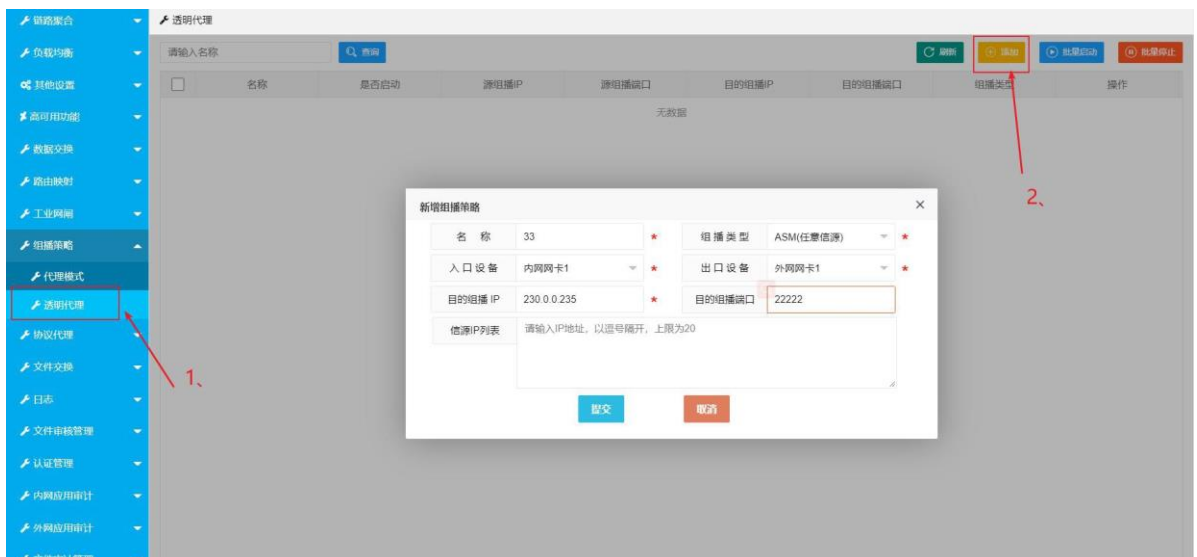 链路聚合
透明代理
负载均衡
请输入名称
查询
刷新
添加
批量启动
批量停止
其他设置
名称
是否启动
源组播IP
源组播端口
目的组播IP
目的组播端口
组播类型
操作
无数据
高可用功能
数据交换
路由映射
工业网闸
组播策略
代理模式
透明代理
协议代理
文件交换
日志
文件审核管理
认证管理
内网应用审计
外网应用审计
1、
2、
新增组播策略
名 称 33 * 组播类型 ASM(任意信源) *
入口设备 内网网卡1 * 出口设备 外网网卡1 *
目的组播 IP 230.0.0.235 * 目的组播端口 22222
信源IP列表 请输入IP地址，以逗号隔开，上限为20
提交 取消